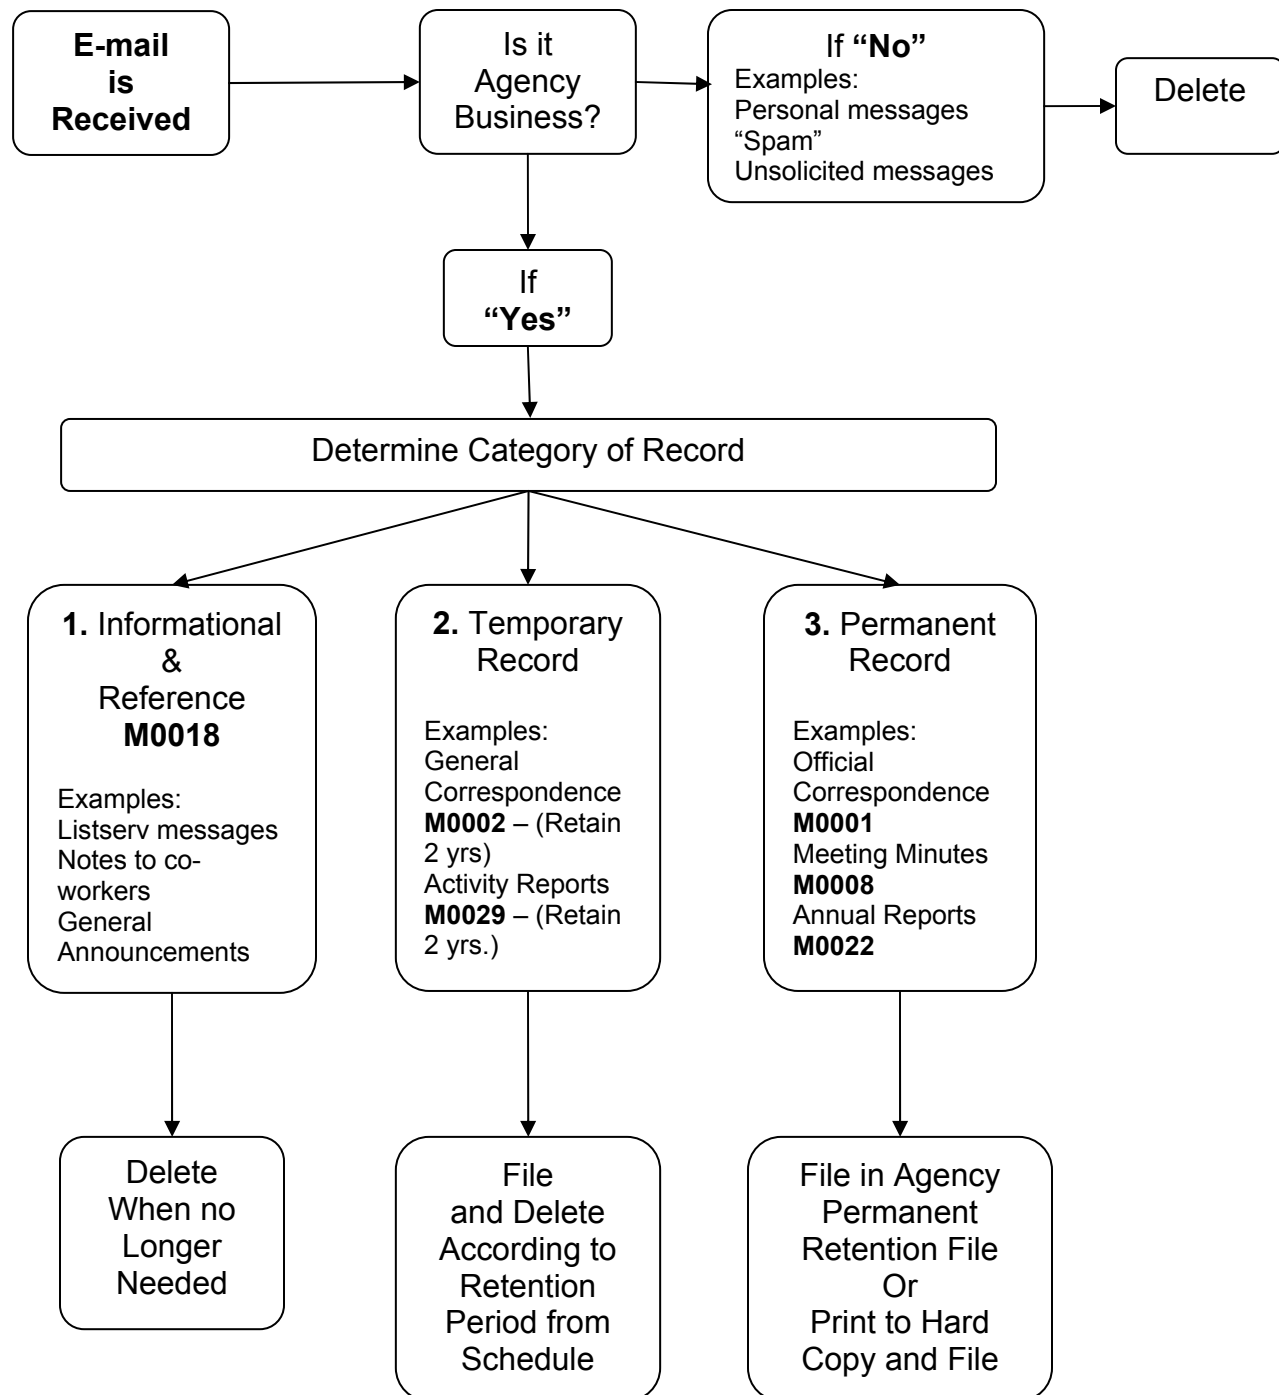 E-mail
is
Received
Is it
Agency
Business?
If “No”
Examples:
Personal messages
“Spam”
Unsolicited messages
Delete
If
“Yes”
Determine Category of Record
1. Informational
&
Reference
M0018
Examples:
Listserv messages
Notes to co-
workers
General
Announcements
2. Temporary
Record
Examples:
General
Correspondence
M0002 – (Retain
2 yrs)
Activity Reports
M0029 – (Retain
2 yrs.)
3. Permanent
Record
Examples:
Official
Correspondence
M0001
Meeting Minutes
M0008
Annual Reports
M0022
Delete
When no
Longer
Needed
File
and Delete
According to
Retention
Period from
Schedule
File in Agency
Permanent
Retention File
Or
Print to Hard
Copy and File